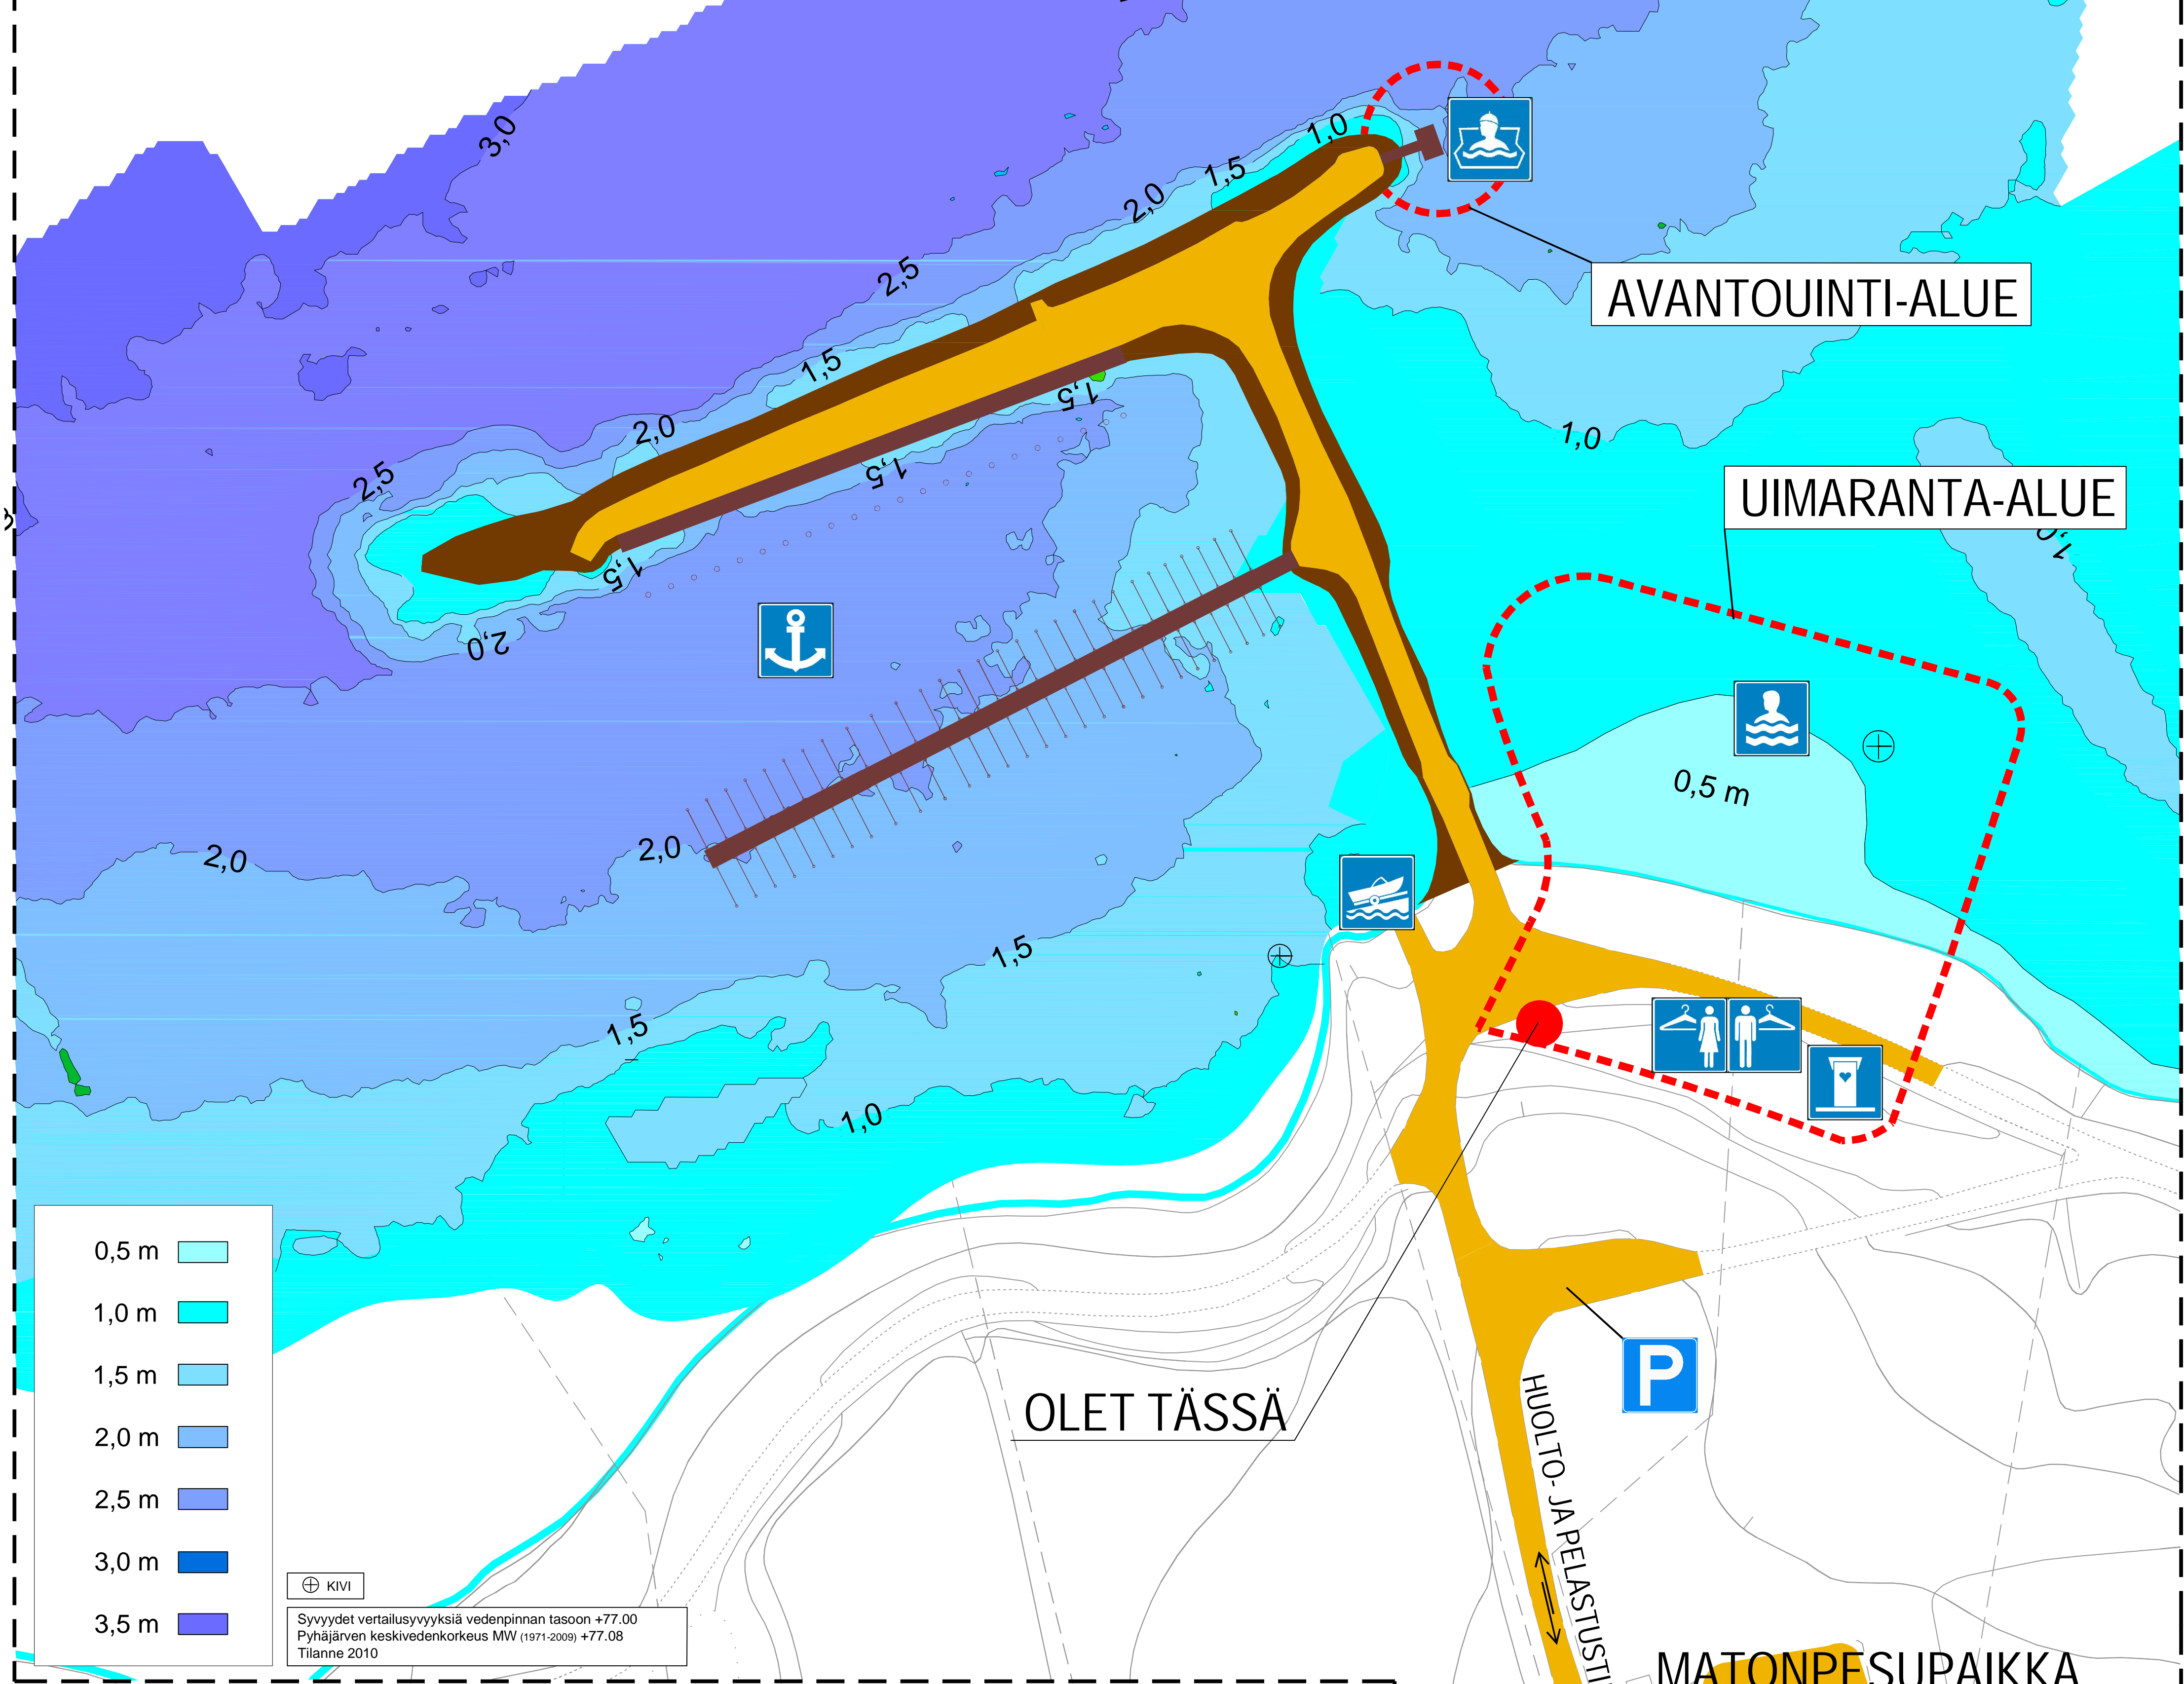 3,0
1,0
1,5
2,0
AVANTOUINTI-ALUE
2,5
1,5
1,5
2,0
1,0
2,5
1,5
UIMARANTA-ALUE
1,0
1,5
2,0
0,5 m
2,0
2,0
1,5
1,5
1,0
OLET TÄSSÄ
P
HUOLTO- JA PELASTUSTI
MATONPESUPAIKKA
0,5 m
1,0 m
1,5 m
2,0 m
2,5 m
3,0 m
3,5 m
KIVI
Syvyydet vertailusyvyyksiä vedenpinnan tasoon +77.00
Pyhäjärven keskivedenkorkeus MW (1971-2009) +77.08
Tilanne 2010